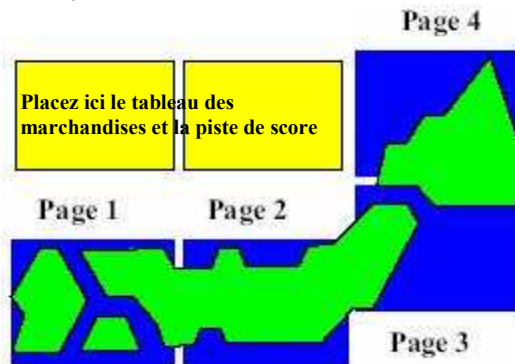 Page 4
Placez ici le tableau des
marchandises et la piste de score
Page 1
Page 2
Page 3